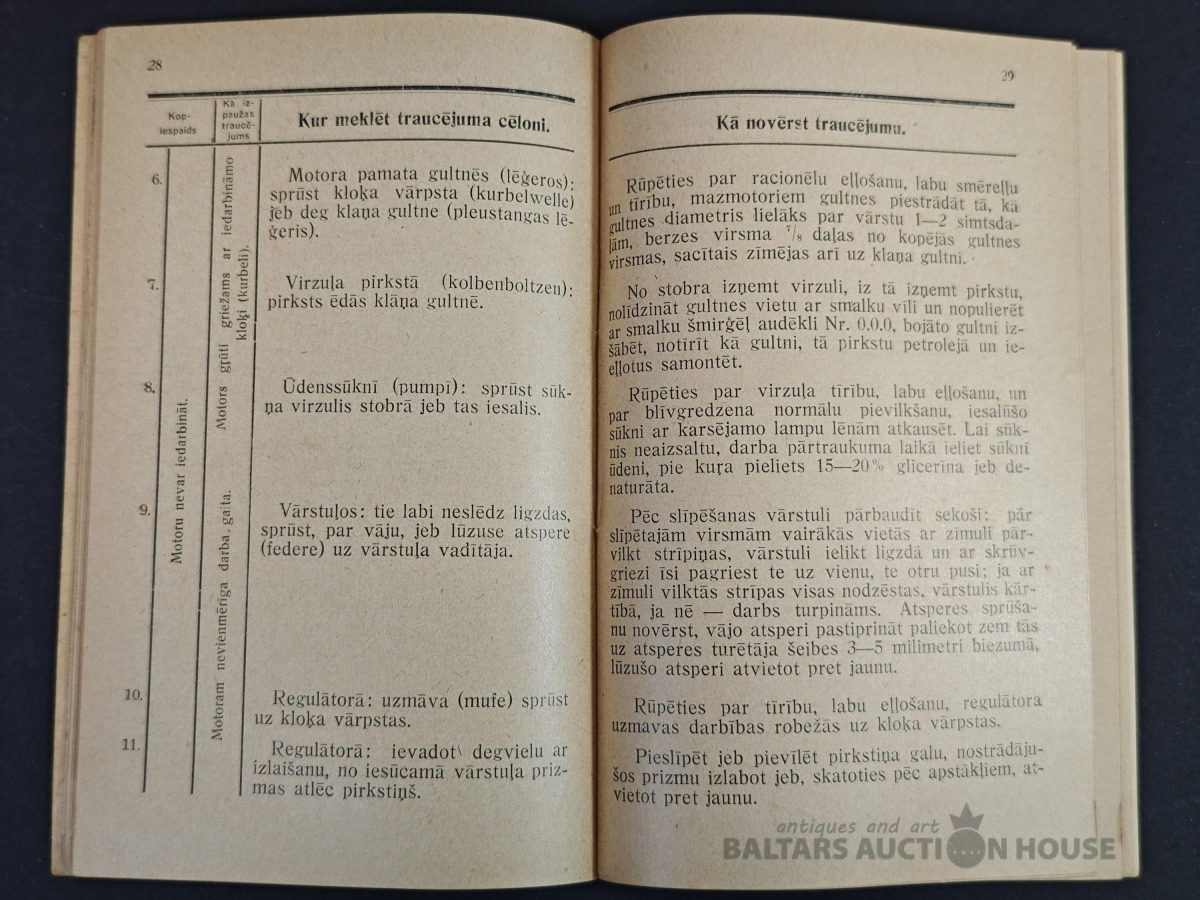 28
Kop-
iespaids
Kā iz-
paužas
traucē-
jums
Kur meklēt traucējuma cēloni.
Motoru nevar iedarbināt.
Motors grūti griežams ar iedarbināmo
kloķi (kurbeli).
Motoram nevienmērīga darba gaita.
6.
Motora pamata gultnēs (lēģeros):
sprūst kloķa vārpsta (kurbelwelle)
jeb deg klaņa gultne (pleustangas lē-
ģeris).
7.
Virzuļa pirkstā (kolbenboltzen):
pirksts ēdās klāņa gultnē.
8.
Ūdenssūknī (pumpī): sprūst sūk-
ņa virzulis stobrā jeb tas iesalis.
9.
Vārstuļos: tie labi neslēdz ligzdas,
sprūst, par vāju, jeb lūzuse atspere
(federe) uz vārstuļa vadītāja.
10.
Regulātorā: uzmāva (mufe) sprūst
uz kloķa vārpstas.
11.
Regulātorā: ievadot degvielu ar
izlaišanu, no iesūcamā vārstuļa priz-
mas atlēc pirkstiņš.
29
Kā novērst traucējumu.
Rūpēties par racionēlu eļļošanu, labu smēreļļu
un tīrību, mazmotoriem gultnes piestrādāt tā, kā
gultnes diametris lielāks par vārstu 1—2 simtsda-
ļām, berzes virsma 7/8 daļas no kopējās gultnes
virsmas, sacītais zīmējas arī uz klaņa gultni.
No stobra izņemt virzuli, iz tā izņemt pirkstu,
nolīdzināt gultnes vietu ar smalku vīli un nopulierēt
ar smalku šmirģēļ audēkli Nr. 0.0.0, bojāto gultni iz-
šābēt, notīrīt kā gultni, tā pirkstu petrolejā un ie-
eļļotus samontēt.
Rūpēties par virzuļa tīrību, labu eļļošanu, un
par blīvgredzena normālu pievilkšanu, iesalūšo
sūkni ar karsējamo lampu lēnām atkausēt. Lai sūk-
nis neaizsaltu, darba pārtraukuma laikā ieliet sūknī
ūdeni, pie kuŗa pieliets 15—20% glicerīna jeb de-
naturāta.
Pēc slīpēšanas vārstuli pārbaudīt sekoši: pār
slīpētajām virsmām vairākās vietās ar zīmuli pār-
vilkt strīpiņas, vārstuli ielikt ligzdā un ar skrūv-
griezi īsi pagriest te uz vienu, te otru pusi; ja ar
zīmuli vilktās strīpas visas nodzēstas, vārstulis kār-
tībā, ja nē — darbs turpināms. Atsperes sprūša-
nu novērst, vājo atsperi pastiprināt paliekot zem tās
uz atsperes turētāja šeibes 3—5 milimetri biezumā,
lūzušo atsperi atvietot pret jaunu.
Rūpēties par tīrību, labu eļļošanu, regulātora
uzmavas darbības robežās uz kloķa vārpstas.
Pieslīpēt jeb pievīlēt pirkstiņa galu, nostrādāju-
šos prizmu izlabot jeb, skatoties pēc apstākļiem, at-
vietot pret jaunu.
antiques and art
BALTARS AUCTION HOUSE